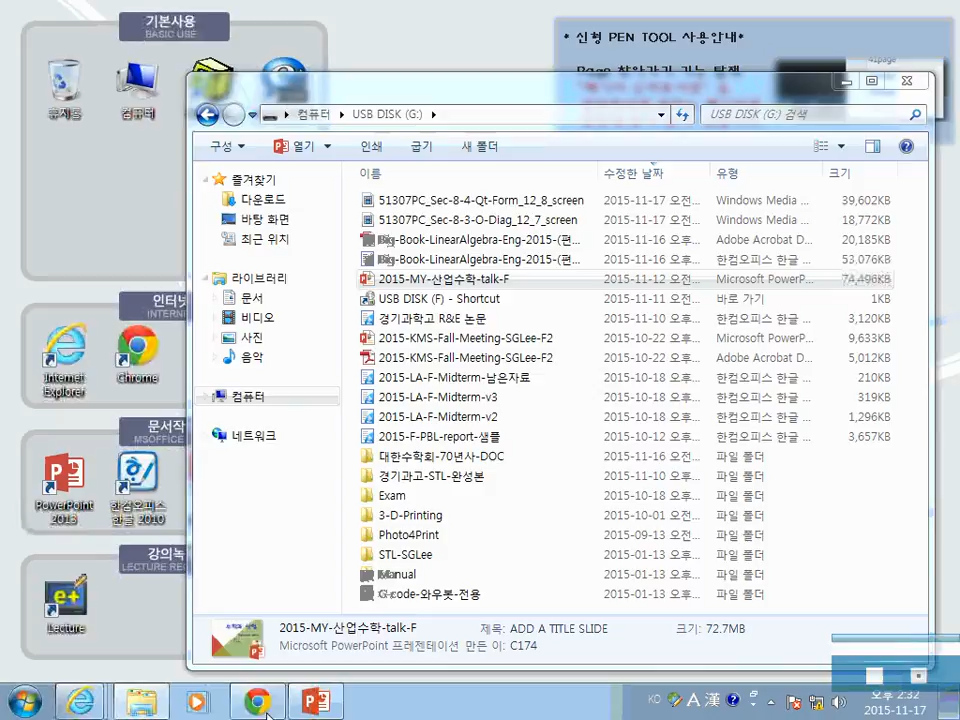 기본사용
BASIC USE
* 신형 PEN TOOL 사용안내*
휴지통
컴퓨터
컴퓨터 USB DISK (G:)
USB DISK (G:) 검색
구성 열기 인쇄 굽기 새 폴더
이름 수정한 날짜 유형 크기
즐겨찾기
다운로드
바탕 화면
최근 위치
라이브러리
문서
비디오
사진
음악
컴퓨터
네트워크
51307PC_Sec-8-4-Qt-Form_12_8_screen 2015-11-17 오전... Windows Media ... 39,602KB
51307PC_Sec-8-3-O-Diag_12_7_screen 2015-11-17 오전... Windows Media ... 18,772KB
Big-Book-LinearAlgebra-Eng-2015-(편... 2015-11-16 오전... Adobe Acrobat D... 20,185KB
Big-Book-LinearAlgebra-Eng-2015-(편... 2015-11-16 오전... 한컴오피스 한글 ... 53,076KB
2015-MY-산업수학-talk-F 2015-11-12 오전... Microsoft PowerP... 74,496KB
USB DISK (F) - Shortcut 2015-11-11 오전... 바로 가기 1KB
경기과학고 R&E 논문 2015-11-10 오후... 한컴오피스 한글 ... 3,120KB
2015-KMS-Fall-Meeting-SGLee-F2 2015-10-22 오후... Microsoft PowerP... 9,633KB
2015-KMS-Fall-Meeting-SGLee-F2 2015-10-22 오후... Adobe Acrobat D... 5,012KB
2015-LA-F-Midterm-남은자료 2015-10-18 오후... 한컴오피스 한글 ... 210KB
2015-LA-F-Midterm-v3 2015-10-18 오후... 한컴오피스 한글 ... 319KB
2015-LA-F-Midterm-v2 2015-10-18 오후... 한컴오피스 한글 ... 1,296KB
2015-F-PBL-report-샘플 2015-10-12 오후... 한컴오피스 한글 ... 3,657KB
대한수학회-70년사-DOC 2015-11-16 오전... 파일 폴더
경기과고-STL-완성본 2015-11-10 오후... 파일 폴더
Exam 2015-10-18 오전... 파일 폴더
3-D-Printing 2015-10-01 오전... 파일 폴더
Photo4Print 2015-09-13 오전... 파일 폴더
STL-SGLee 2015-01-13 오후... 파일 폴더
Manual 2015-01-13 오후... 파일 폴더
G-code-와우봇-전용 2015-01-13 오후... 파일 폴더
2015-MY-산업수학-talk-F 제목: ADD A TITLE SLIDE 크기: 72.7MB
Microsoft PowerPoint 프레젠테이션 만든 이: C174
인터넷
INTERN
Internet
Explorer
Chrome
문서작
MSOFFICE
PowerPoint
2013
한컴오피스
한글 2010
강의녹
LECTURE REC
Lecture
KO A 漢
오후 2:32
2015-11-17